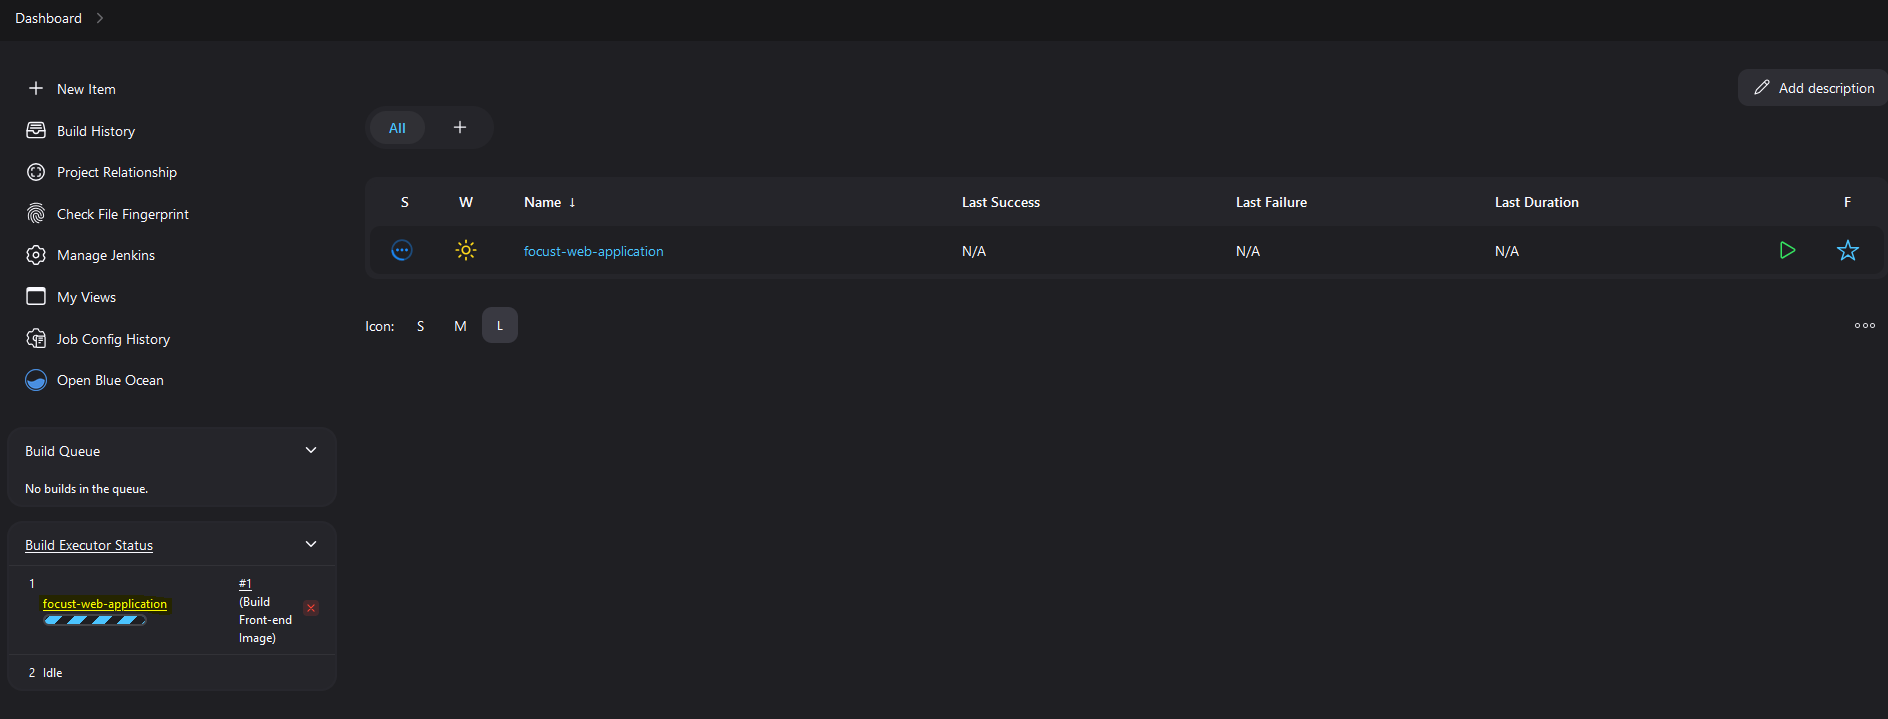 Dashboard
New Item
Build History
Project Relationship
Check File Fingerprint
Manage Jenkins
My Views
Job Config History
Open Blue Ocean
Build Queue
No builds in the queue.
Build Executor Status
1
focust-web-application
#1
(Build
Front-end
Image)
2 Idle
Add description
All
S W Name ↓ Last Success Last Failure Last Duration F
focust-web-application N/A N/A N/A
Icon: S M L